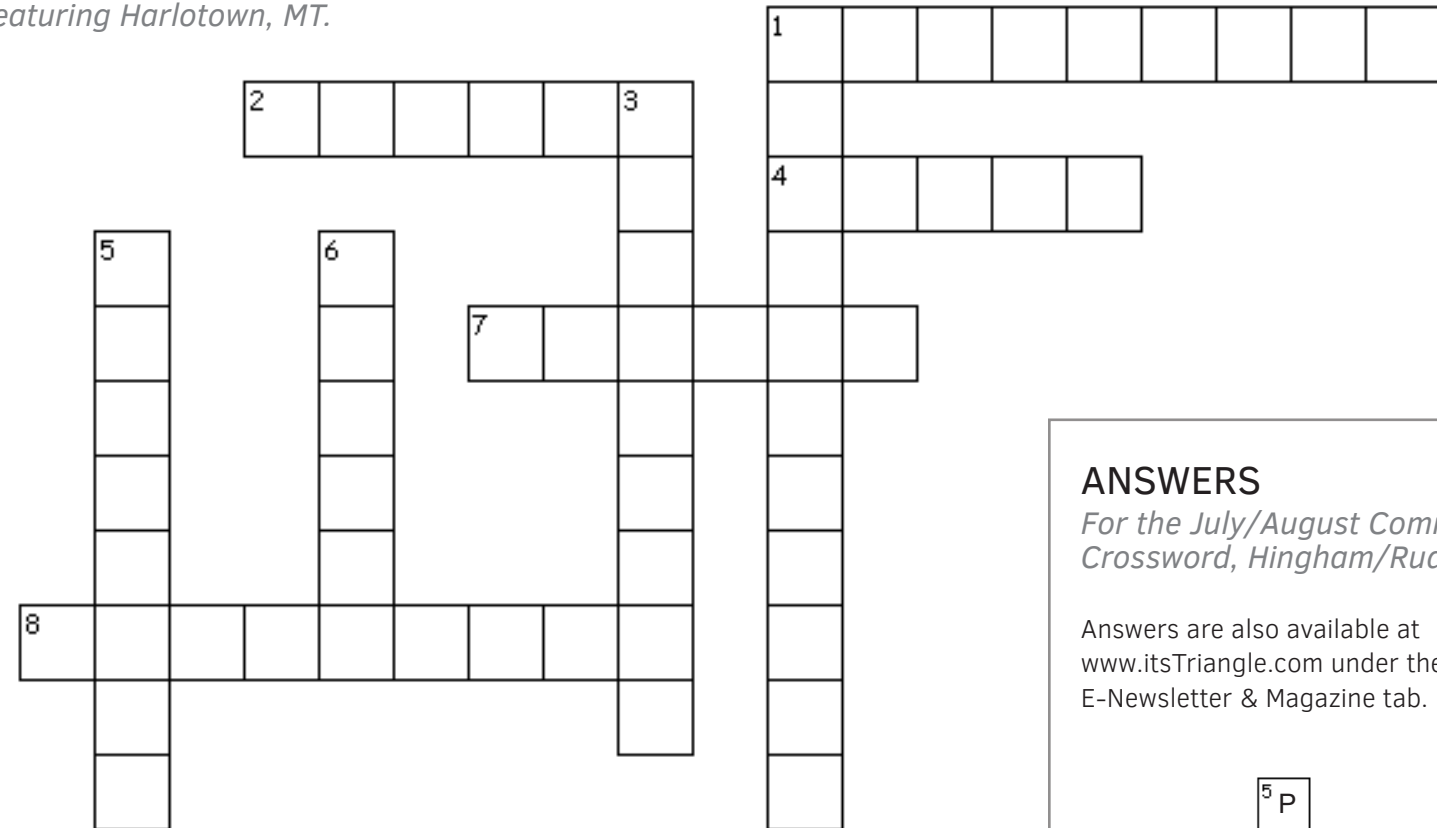 eaturing Harlotown, MT.
1
2 3
4
5 6
7
8
ANSWERS
For the July/August Com
Crossword, Hingham/Ru
Answers are also available at
www.itsTriangle.com under the
E-Newsletter & Magazine tab.
5 P